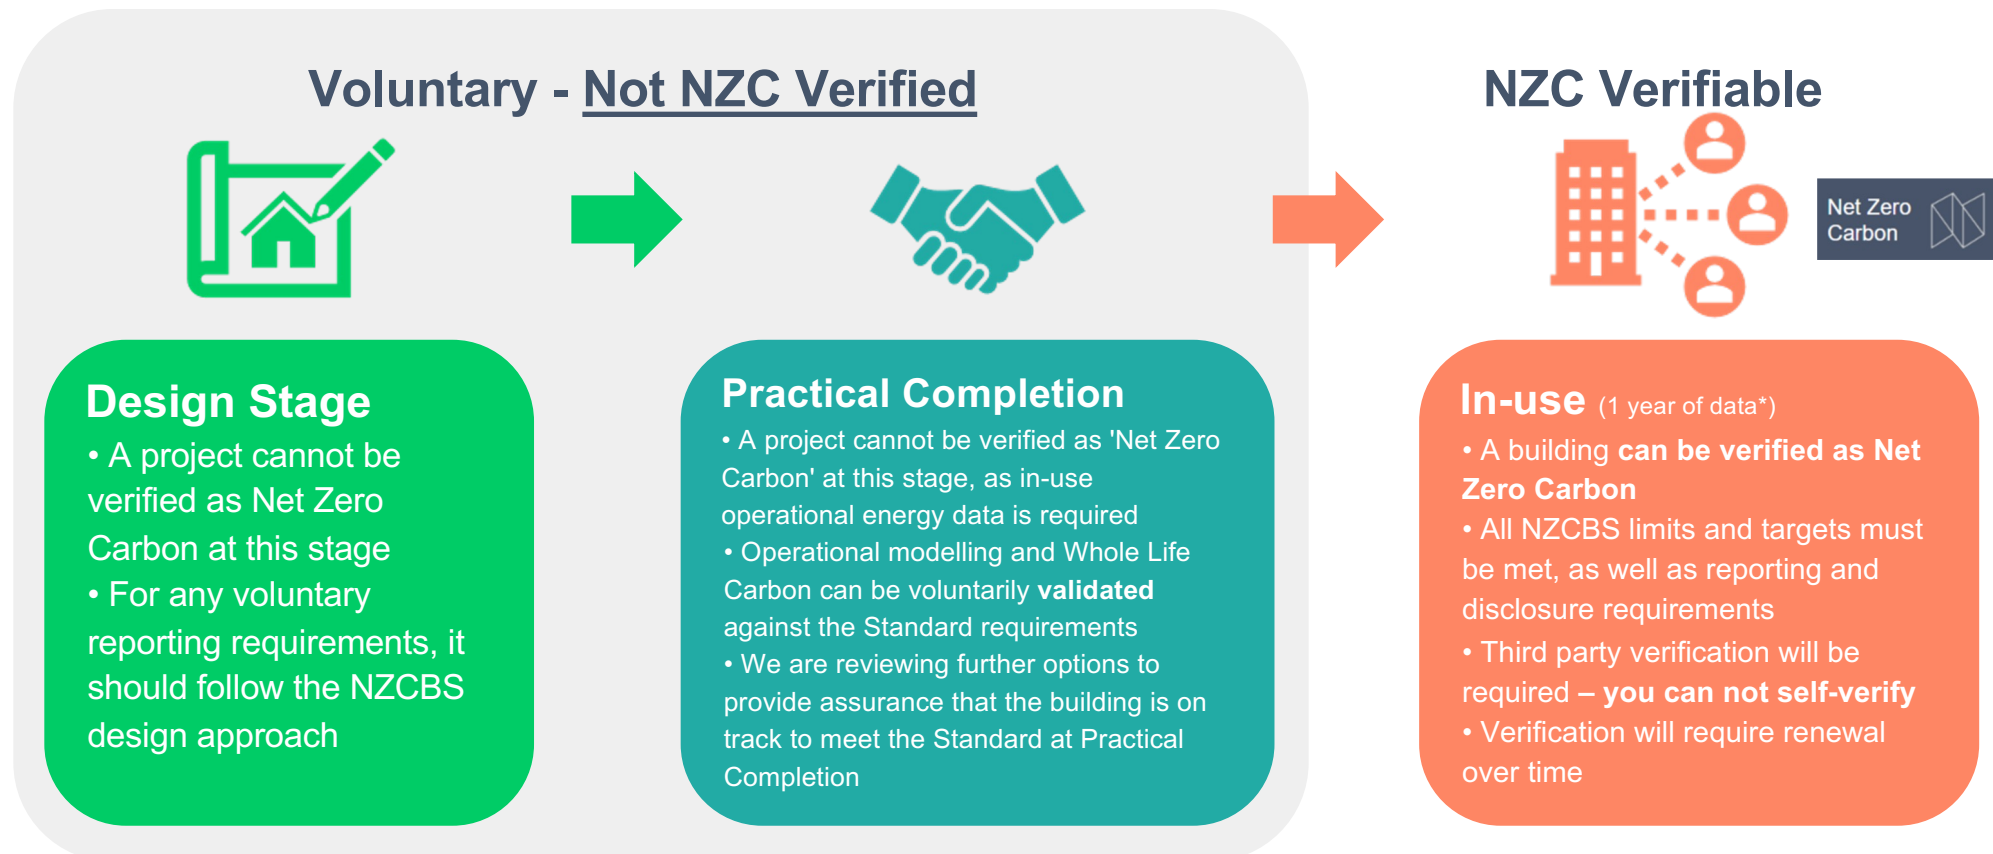 Voluntary - Not NZC Verified
NZC Verifiable
Net Zero
Carbon
Design Stage
• A project cannot be
verified as Net Zero
Carbon at this stage
• For any voluntary
reporting requirements, it
should follow the NZCBS
design approach
Practical Completion
• A project cannot be verified as 'Net Zero
Carbon' at this stage, as in-use
operational energy data is required
• Operational modelling and Whole Life
Carbon can be voluntarily validated
against the Standard requirements
• We are reviewing further options to
provide assurance that the building is on
track to meet the Standard at Practical
Completion
In-use (1 year of data*)
• A building can be verified as Net
Zero Carbon
• All NZCBS limits and targets must
be met, as well as reporting and
disclosure requirements
• Third party verification will be
required – you can not self-verify
• Verification will require renewal
over time